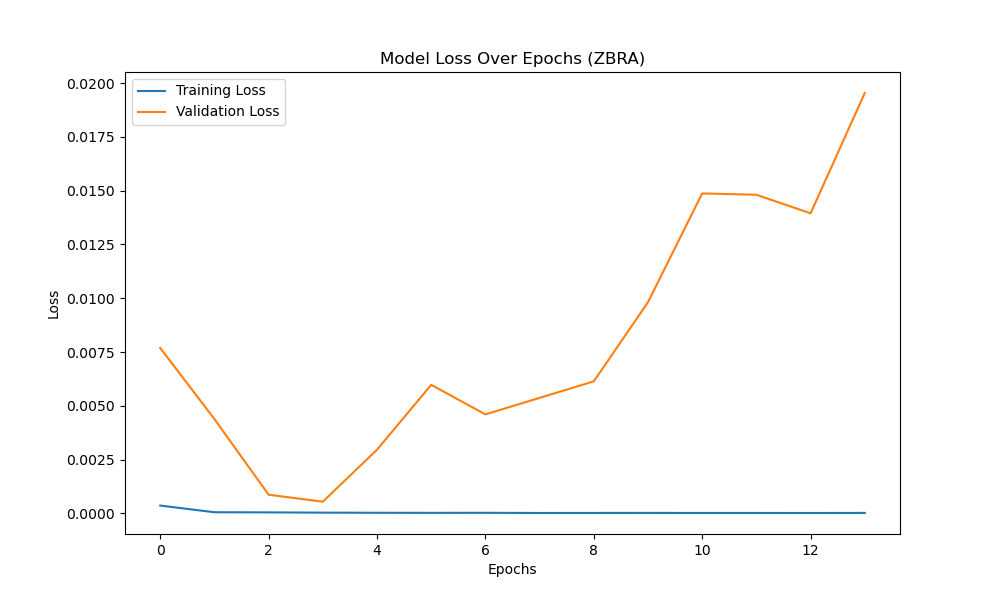 Model Loss Over Epochs (ZBRA)
Training Loss
Validation Loss
0.0200
0.0175
0.0150
0.0125
0.0100
0.0075
0.0050
0.0025
0.0000
Loss
0 2 4 6 8 10 12
Epochs